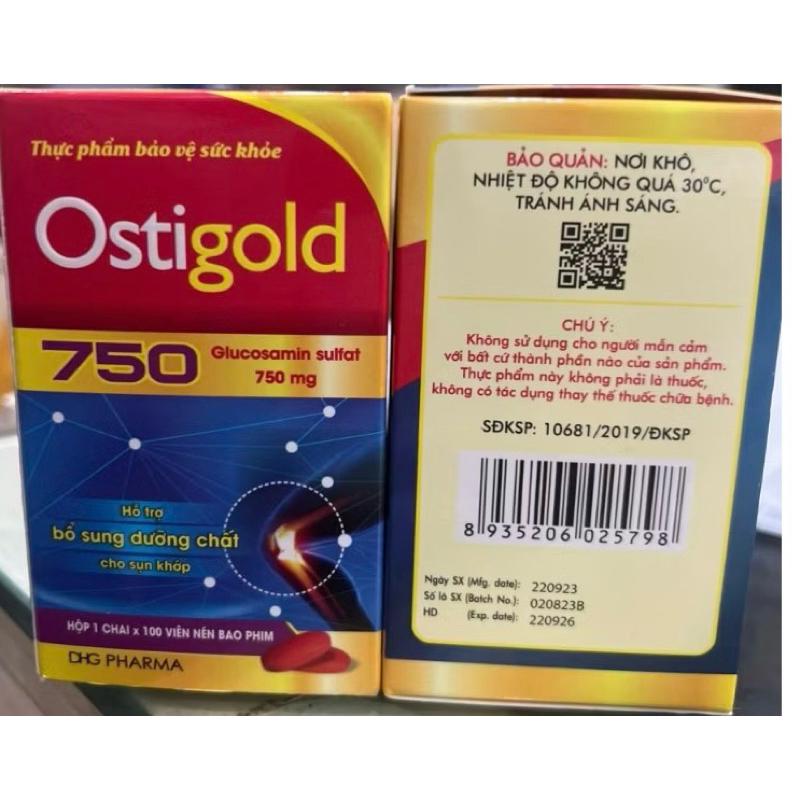 Thực phẩm bảo vệ sức khỏe
Ostigold
750
Glucosamin sulfat
750 mg
Hỗ trợ
bổ sung dưỡng chất
cho sụn khớp
HỘP 1 CHAI x 100 VIÊN NÉN BAO PHIM
DHG PHARMA
BẢO QUẢN: NƠI KHÔ,
NHIỆT ĐỘ KHÔNG QUÁ 30°C,
TRÁNH ÁNH SÁNG.
CHÚ Ý:
Không sử dụng cho người mẫn cảm
với bất cứ thành phần nào của sản phẩm.
Thực phẩm này không phải là thuốc,
không có tác dụng thay thế thuốc chữa bệnh.
SĐKSP: 10681/2019/ĐKSP
8 935206 025798
Ngày SX (Mfg. date): 220923
Số lô SX (Batch No.): 020823B
HD (Exp. date): 220926